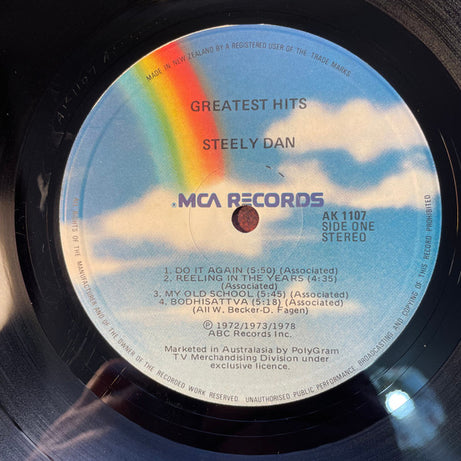 MADE IN NEW ZEALAND BY A REGISTERED USER OF THE TRADE MARKS.
GREATEST HITS
STEELY DAN
MCA RECORDS
AK 1107
SIDE ONE
STEREO
1. DO IT AGAIN (5:50) (Associated)
2. REELING IN THE YEARS (4:35)
(Associated)
3. MY OLD SCHOOL (5:45) (Associated)
4. BODHISATTVA (5:18) (Associated)
(All W. Becker-D. Fagen)
Ⓟ 1972/1973/1978
ABC Records Inc.
Marketed in Australasia by PolyGram
TV Merchandising Division under
exclusive licence.
ALL RIGHTS OF THE MANUFACTURER AND OF THE OWNER OF THE RECORDED WORK RESERVED. UNAUTHORISED PUBLIC PERFORMANCE BROADCASTING AND COPYING OF THIS RECORD PROHIBITED